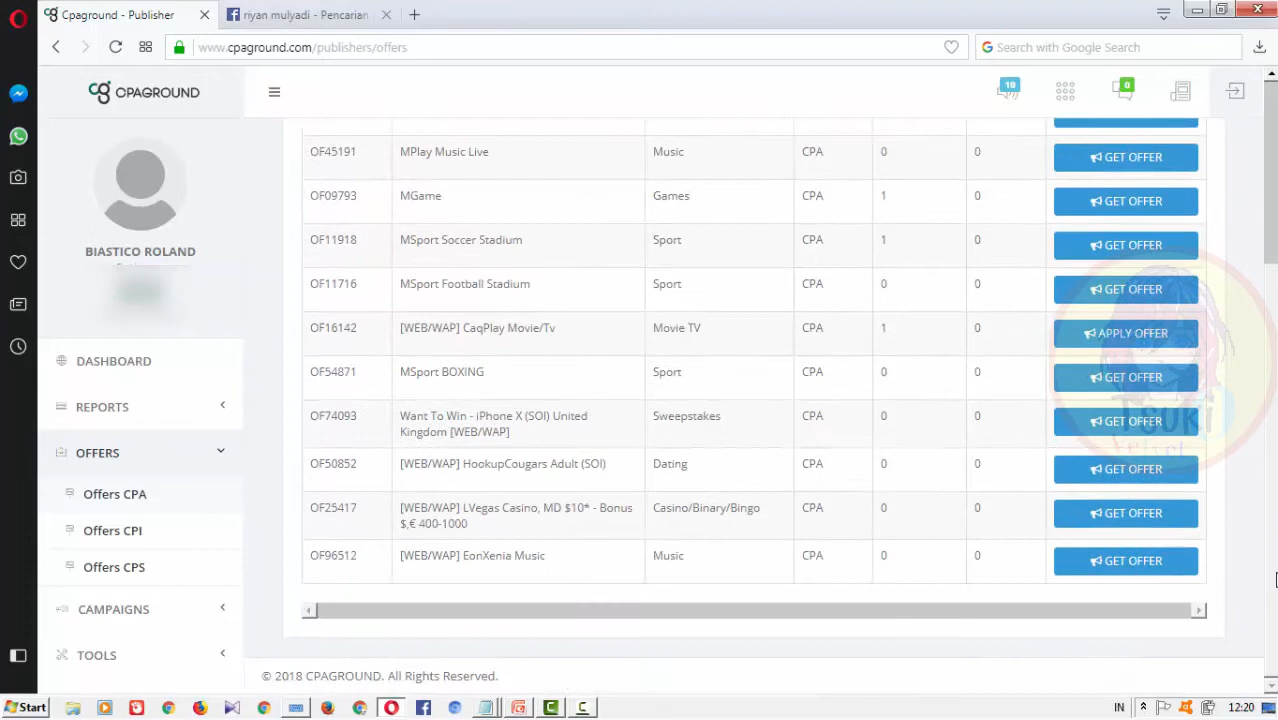 Cpaground - Publisher
riyan mulyadi - Pencarian
www.cpaground.com/publishers/offers
Search with Google Search
CPAGROUND
19
0
BIASTICO ROLAND
DASHBOARD
REPORTS
OFFERS
Offers CPA
Offers CPI
Offers CPS
CAMPAIGNS
TOOLS
OF45191 MPlay Music Live Music CPA 0 0 GET OFFER
OF09793 MGame Games CPA 1 0 GET OFFER
OF11918 MSport Soccer Stadium Sport CPA 1 0 GET OFFER
OF11716 MSport Football Stadium Sport CPA 0 0 GET OFFER
OF16142 [WEB/WAP] CaqPlay Movie/Tv Movie TV CPA 1 0 APPLY OFFER
OF54871 MSport BOXING Sport CPA 0 0 GET OFFER
OF74093 Want To Win - iPhone X (SOI) United Sweepstakes CPA 0 0 GET OFFER
Kingdom [WEB/WAP]
OF50852 [WEB/WAP] HookupCougars Adult (SOI) Dating CPA 0 0 GET OFFER
OF25417 [WEB/WAP] LVegas Casino, MD $10* - Bonus Casino/Binary/Bingo CPA 0 0 GET OFFER
$,€ 400-1000
OF96512 [WEB/WAP] EonXenia Music Music CPA 0 0 GET OFFER
TSUKI
Velvet
© 2018 CPAGROUND. All Rights Reserved.
Start
IN
12:20